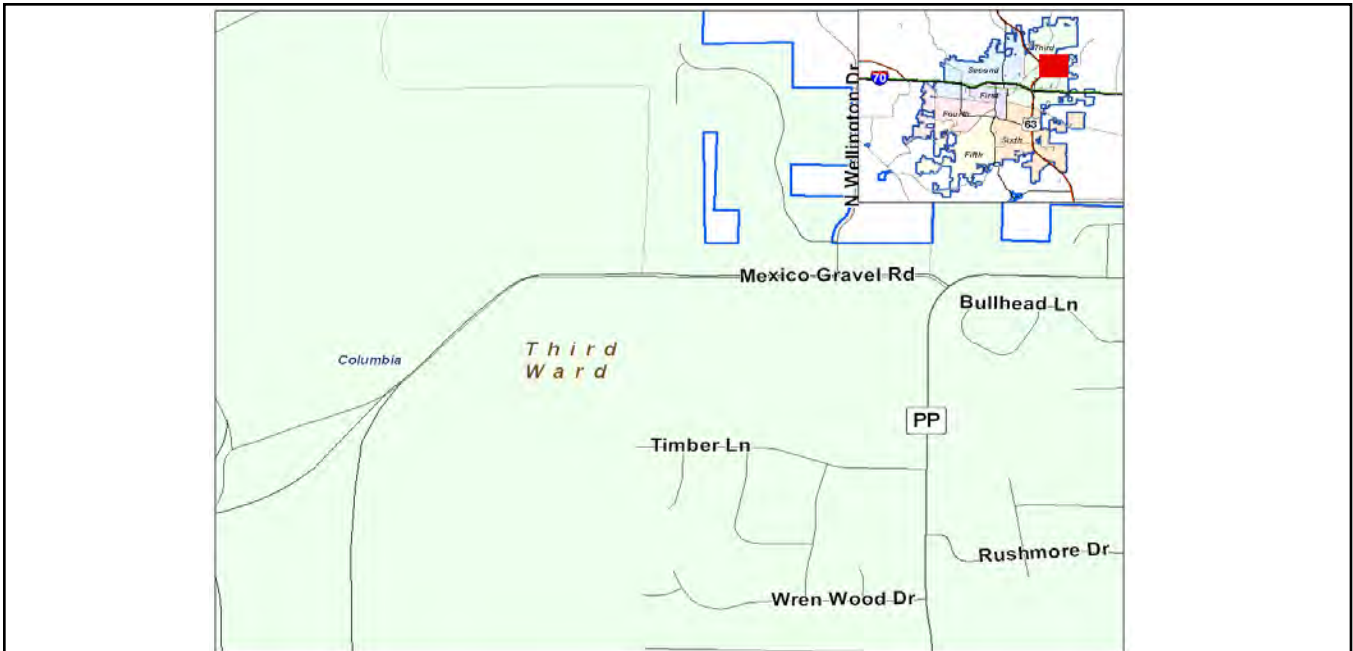 N Wellington Dr
Third
70
Second
First
Fourth
63
Sixth
Fifth
Mexico Gravel Rd
Bullhead Ln
Columbia
Third
Ward
PP
Timber Ln
Rushmore Dr
Wren Wood Dr